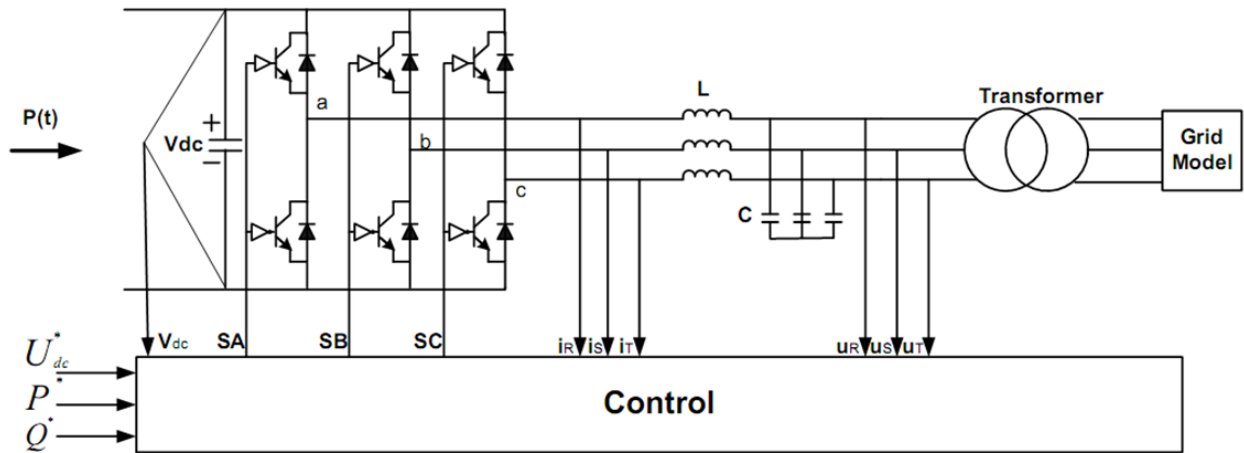 P(t)
+
Vdc
−
a
b
c
L
C
Transformer
Grid
Model
Vdc
SA
SB
SC
iR iS iT
uR uS uT
U*dc
P*
Q*
Control